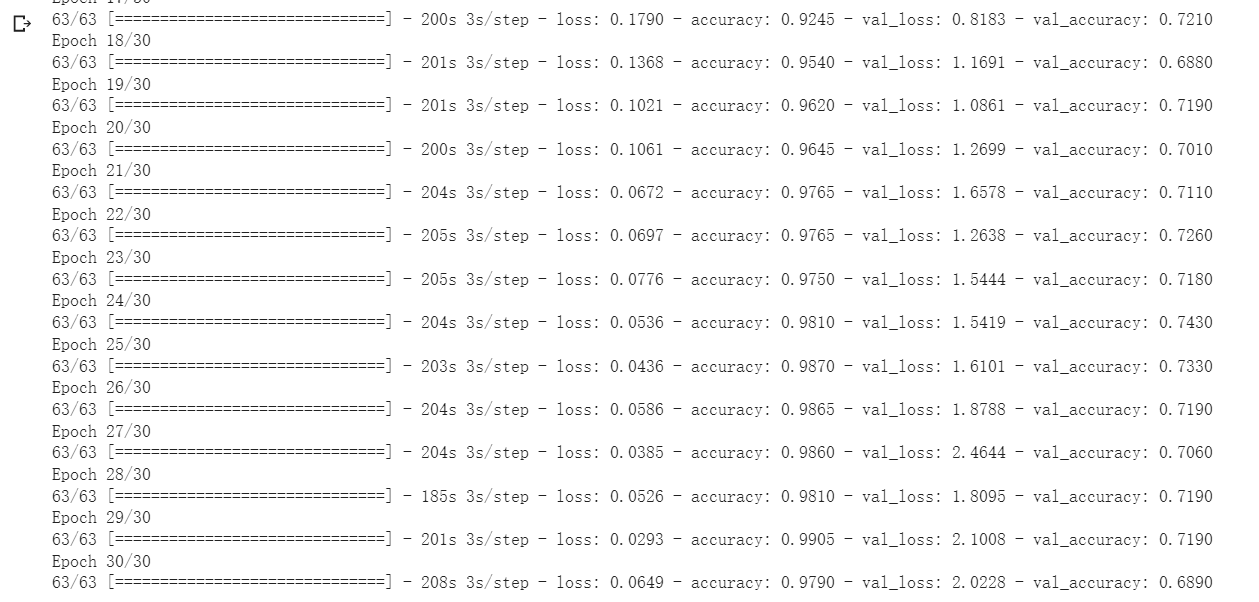 Epoch 17/30
63/63 [==============================] - 200s 3s/step - loss: 0.1790 - accuracy: 0.9245 - val_loss: 0.8183 - val_accuracy: 0.7210
Epoch 18/30
63/63 [==============================] - 201s 3s/step - loss: 0.1368 - accuracy: 0.9540 - val_loss: 1.1691 - val_accuracy: 0.6880
Epoch 19/30
63/63 [==============================] - 201s 3s/step - loss: 0.1021 - accuracy: 0.9620 - val_loss: 1.0861 - val_accuracy: 0.7190
Epoch 20/30
63/63 [==============================] - 200s 3s/step - loss: 0.1061 - accuracy: 0.9645 - val_loss: 1.2699 - val_accuracy: 0.7010
Epoch 21/30
63/63 [==============================] - 204s 3s/step - loss: 0.0672 - accuracy: 0.9765 - val_loss: 1.6578 - val_accuracy: 0.7110
Epoch 22/30
63/63 [==============================] - 205s 3s/step - loss: 0.0697 - accuracy: 0.9765 - val_loss: 1.2638 - val_accuracy: 0.7260
Epoch 23/30
63/63 [==============================] - 205s 3s/step - loss: 0.0776 - accuracy: 0.9750 - val_loss: 1.5444 - val_accuracy: 0.7180
Epoch 24/30
63/63 [==============================] - 204s 3s/step - loss: 0.0536 - accuracy: 0.9810 - val_loss: 1.5419 - val_accuracy: 0.7430
Epoch 25/30
63/63 [==============================] - 203s 3s/step - loss: 0.0436 - accuracy: 0.9870 - val_loss: 1.6101 - val_accuracy: 0.7330
Epoch 26/30
63/63 [==============================] - 204s 3s/step - loss: 0.0586 - accuracy: 0.9865 - val_loss: 1.8788 - val_accuracy: 0.7190
Epoch 27/30
63/63 [==============================] - 204s 3s/step - loss: 0.0385 - accuracy: 0.9860 - val_loss: 2.4644 - val_accuracy: 0.7060
Epoch 28/30
63/63 [==============================] - 185s 3s/step - loss: 0.0526 - accuracy: 0.9810 - val_loss: 1.8095 - val_accuracy: 0.7190
Epoch 29/30
63/63 [==============================] - 201s 3s/step - loss: 0.0293 - accuracy: 0.9905 - val_loss: 2.1008 - val_accuracy: 0.7190
Epoch 30/30
63/63 [==============================] - 208s 3s/step - loss: 0.0649 - accuracy: 0.9790 - val_loss: 2.0228 - val_accuracy: 0.6890